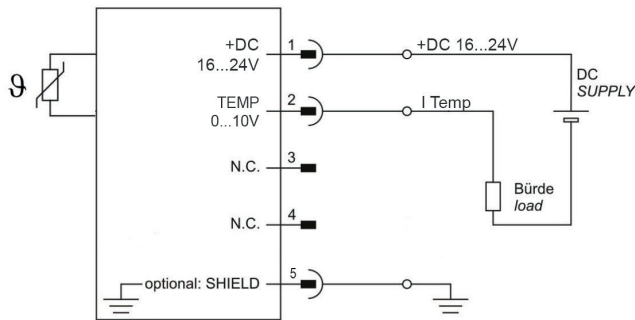 +DC 1 +DC 16...24V
16...24V
DC
SUPPLY
ϑ
TEMP 2 I Temp
0...10V
N.C. 3
Bürde
load
N.C. 4
optional: SHIELD 5